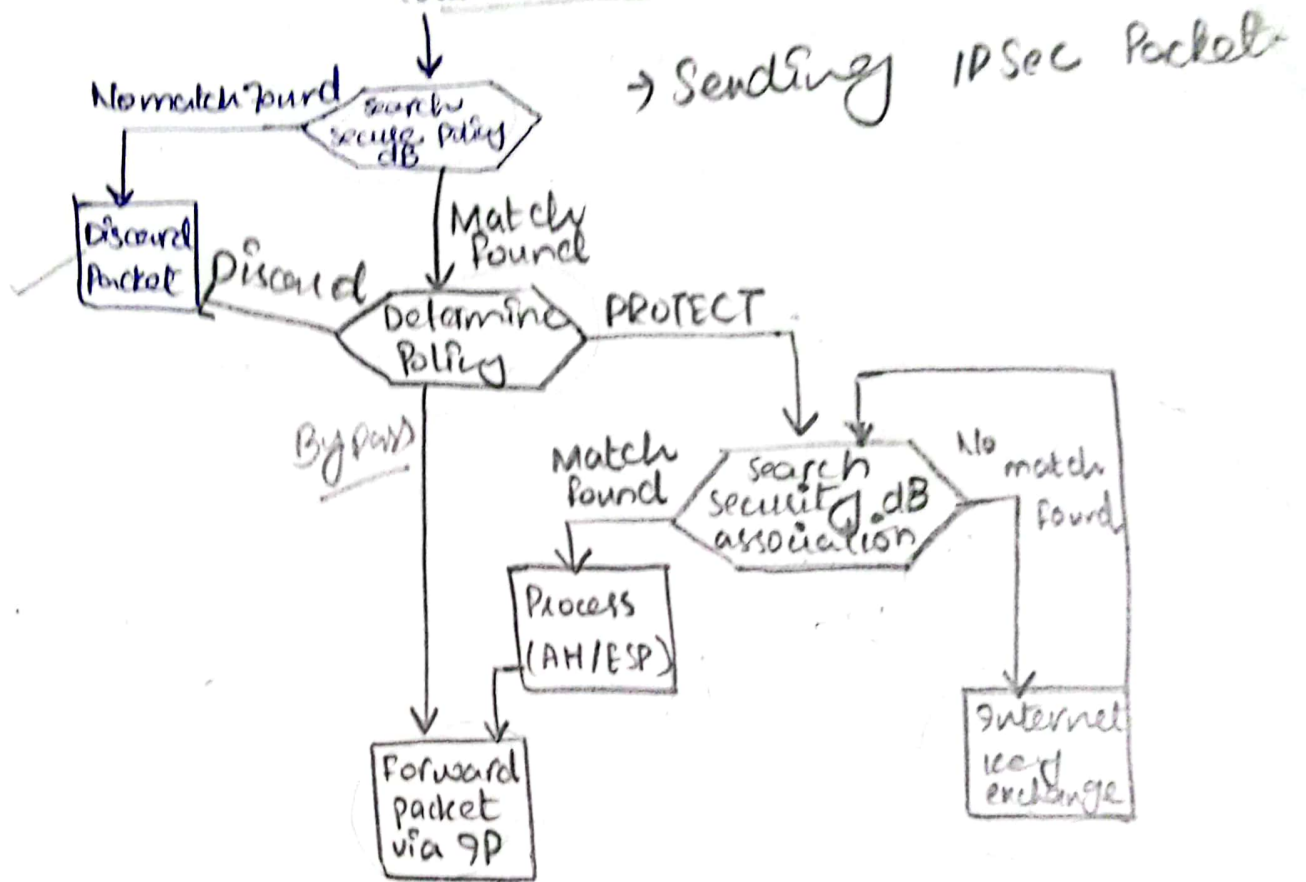 → Sending IPSec Packet
No match found
search
secure policy
dB
Discard
Packet
Match
found
Discard
Determine
Policy
PROTECT
Bypass
Match
found
search
security.dB
association
No
match
found
Process
(AH/ESP)
Internet
key
exchange
Forward
packet
via IP